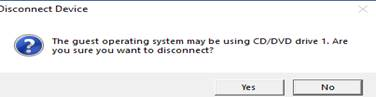 Disconnect Device
The guest operating system may be using CD/DVD drive 1. Are
you sure you want to disconnect?
Yes
No